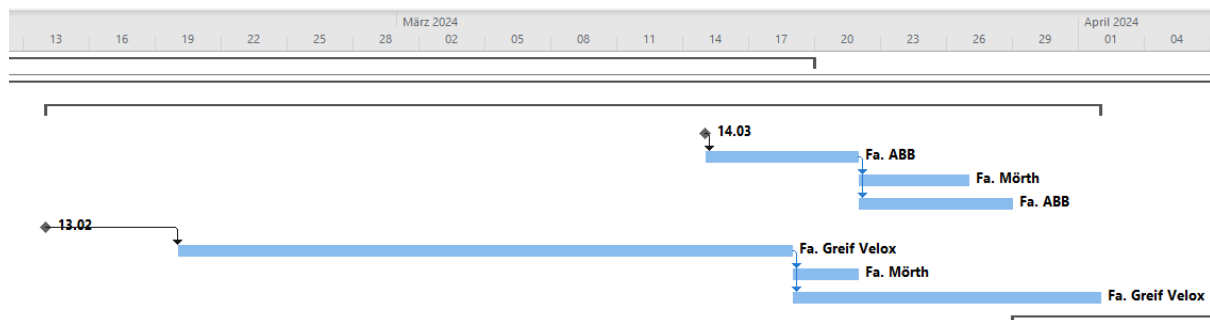 März 2024 April 2024
13 16 19 22 25 28 02 05 08 11 14 17 20 23 26 29 01 04
14.03
Fa. ABB
Fa. Mörth
Fa. ABB
13.02
Fa. Greif Velox
Fa. Mörth
Fa. Greif Velox